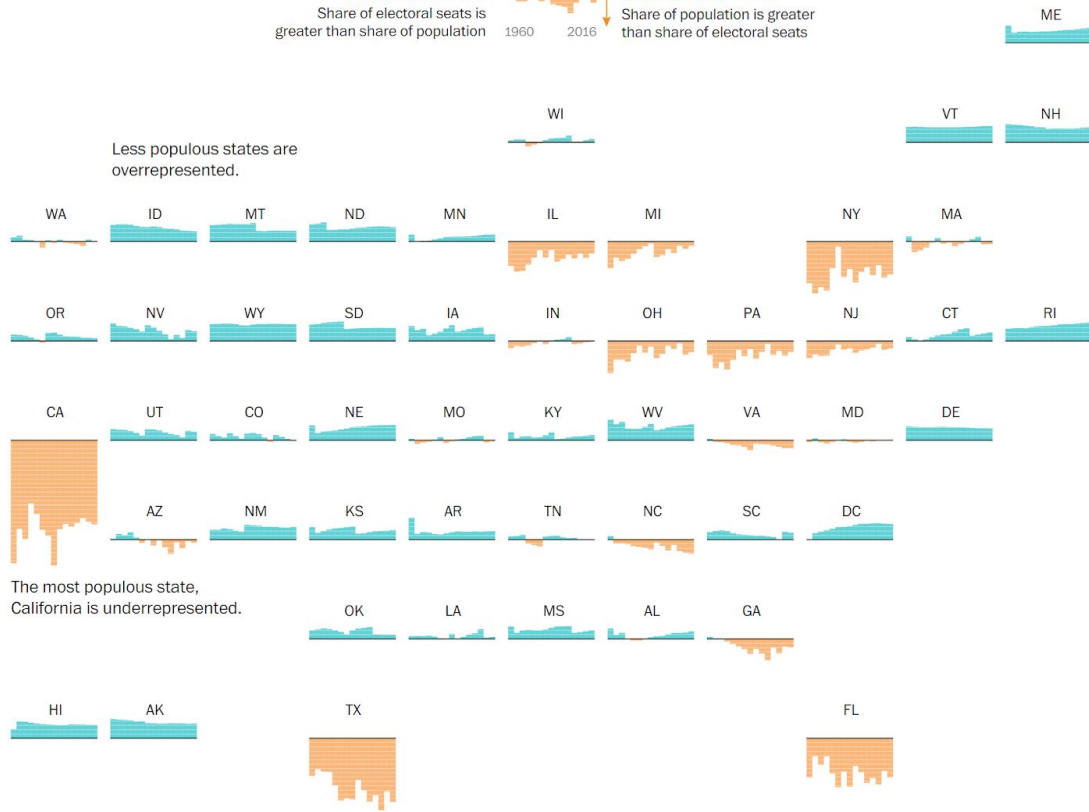 Share of electoral seats is
greater than share of population
1960
2016
Share of population is greater
than share of electoral seats
ME
WI
VT
NH
Less populous states are
overrepresented.
WA
ID
MT
ND
MN
IL
MI
NY
MA
OR
NV
WY
SD
IA
IN
OH
PA
NJ
CT
RI
CA
UT
CO
NE
MO
KY
WV
VA
MD
DE
AZ
NM
KS
AR
TN
NC
SC
DC
The most populous state,
California is underrepresented.
OK
LA
MS
AL
GA
HI
AK
TX
FL